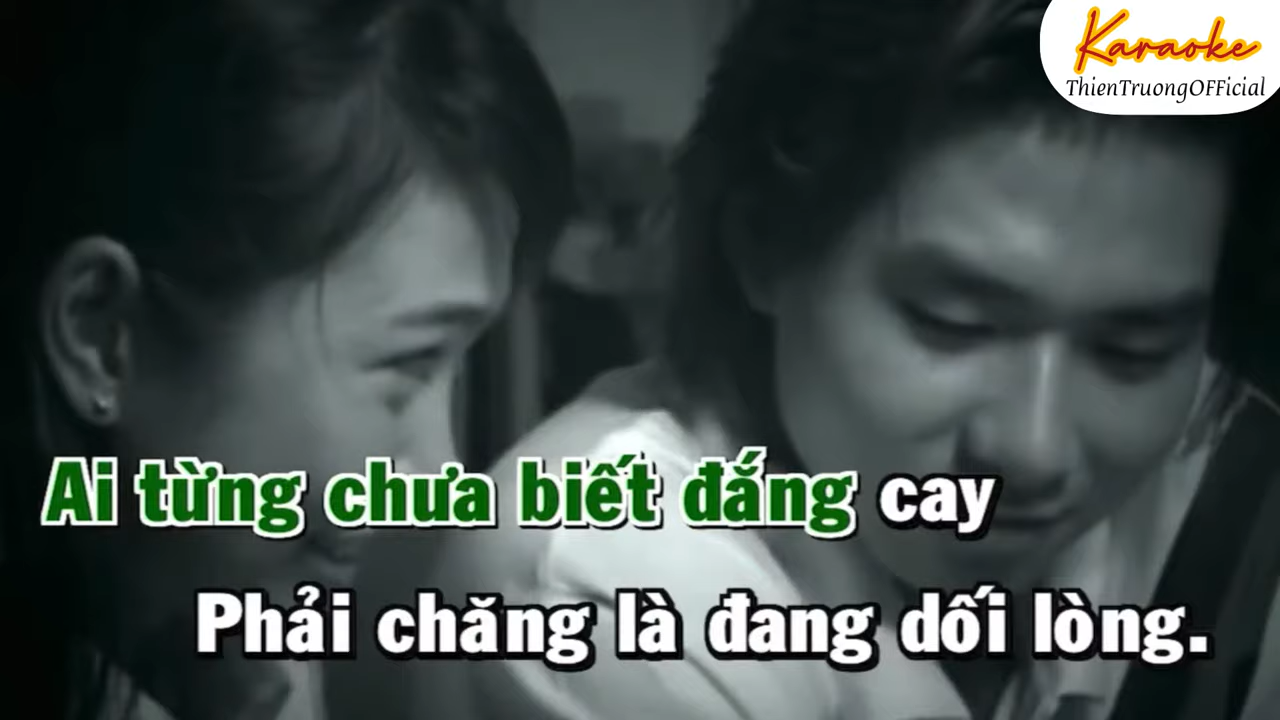 Karaoke
ThienTruongOFFicial
Ai từng chưa biết đắng cay
Phải chăng là đang dối lòng.